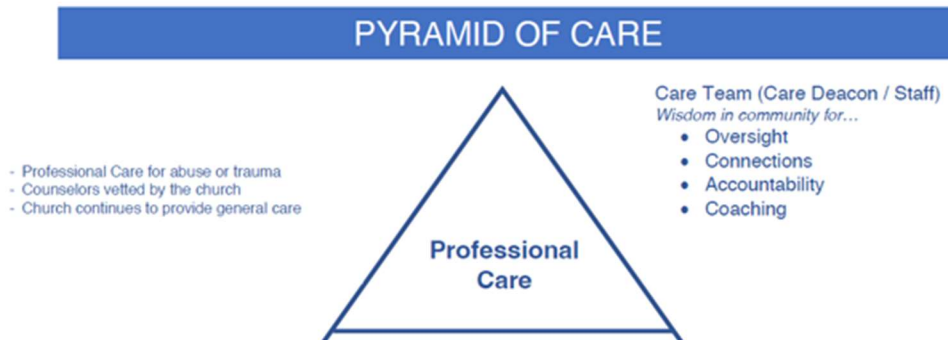 PYRAMID OF CARE
Care Team (Care Deacon / Staff)
Wisdom in community for...
• Oversight
• Connections
• Accountability
• Coaching
- Professional Care for abuse or trauma
- Counselors vetted by the church
- Church continues to provide general care
Professional
Care